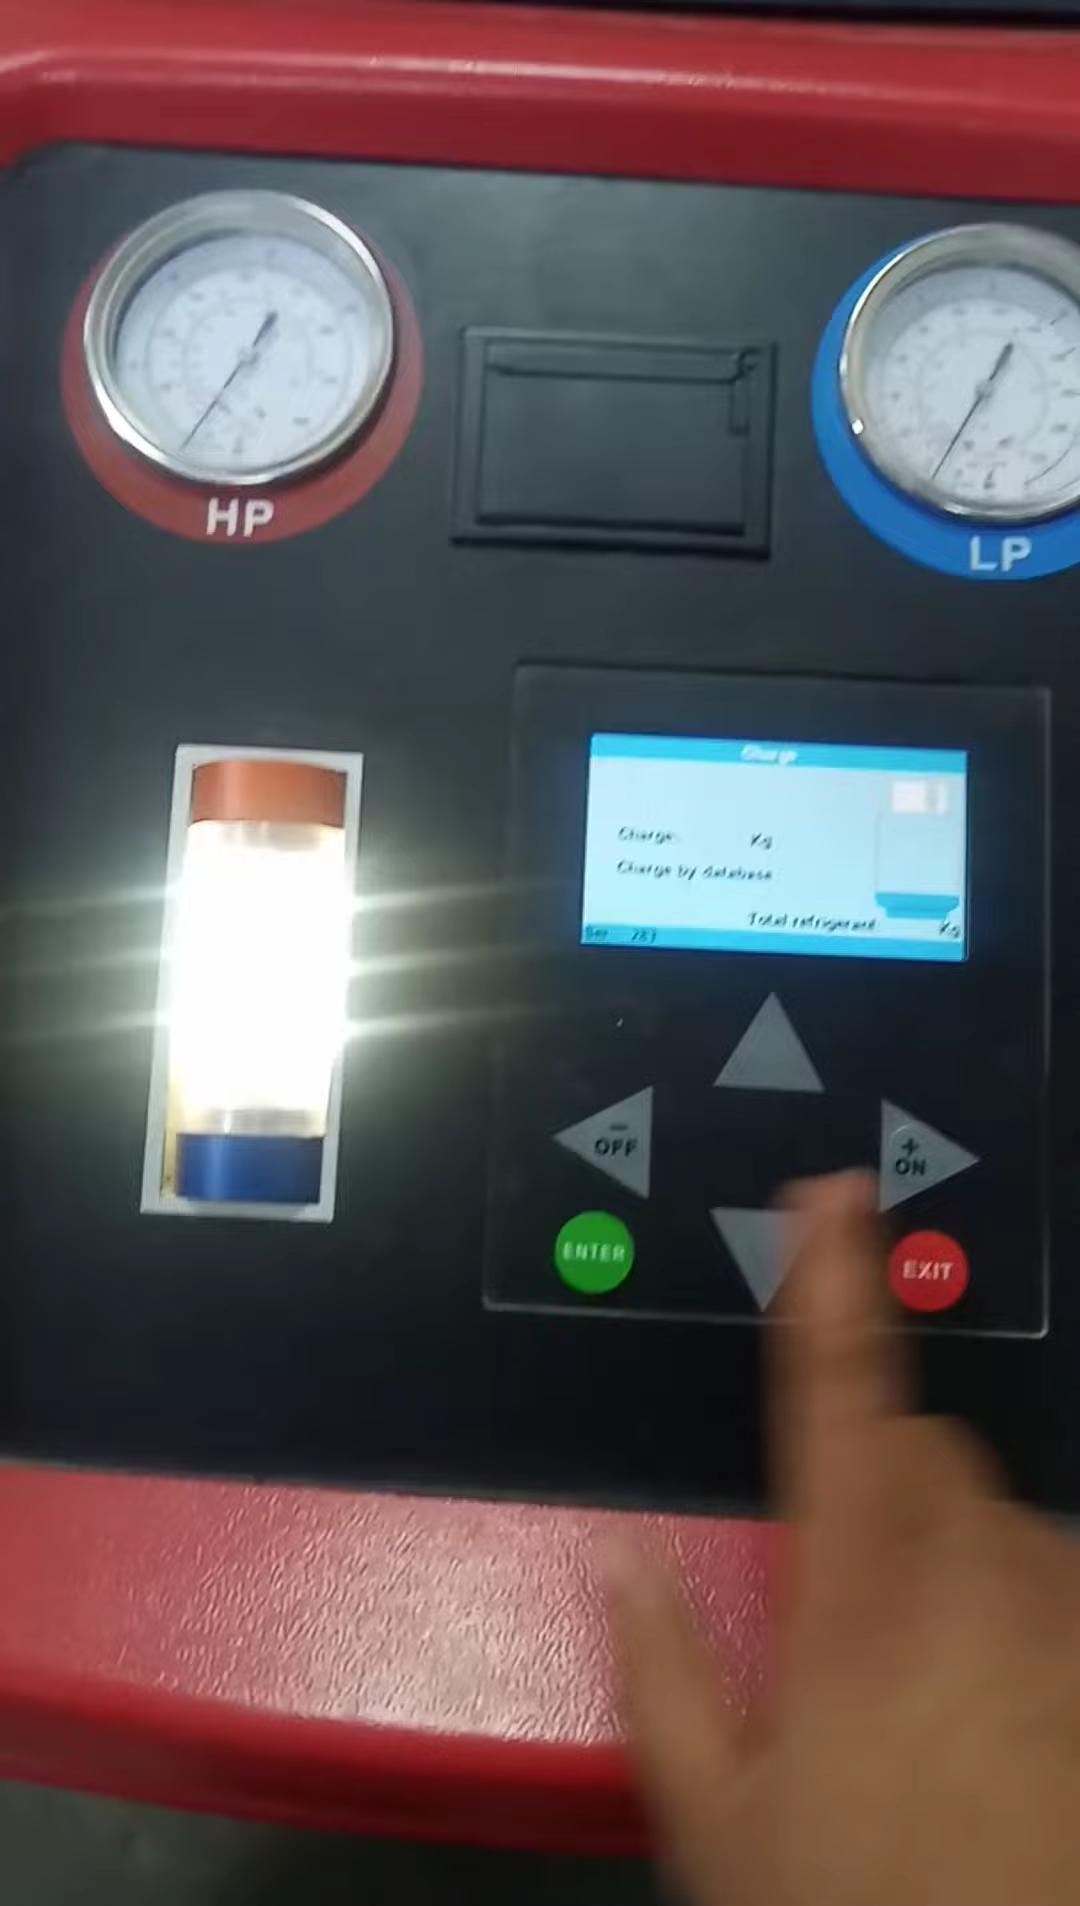 HP
LP
Charge
Charge: Kg
Charge by database
Total refrigerant: Kg
- OFF
+ ON
ENTER
EXIT